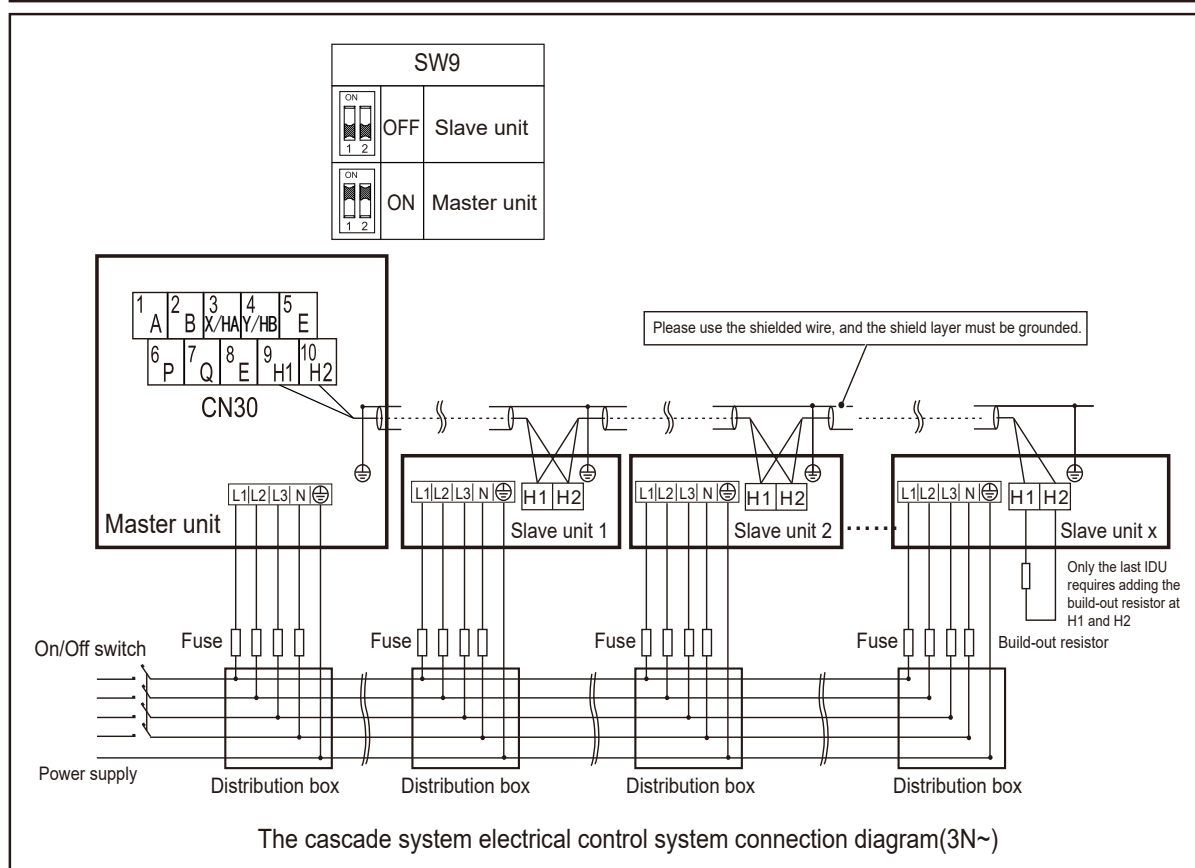 SW9
ON
1 2
OFF
Slave unit
ON
1 2
ON
Master unit
1 A 2 B 3 X/HA 4 Y/HB 5 E
6 P 7 Q 8 E 9 H1 10 H2
CN30
Please use the shielded wire, and the shield layer must be grounded.
L1 L2 L3 N
Master unit
L1 L2 L3 N
H1 H2
Slave unit 1
L1 L2 L3 N
H1 H2
Slave unit 2
......
L1 L2 L3 N
H1 H2
Slave unit x
Only the last IDU
requires adding the
build-out resistor at
H1 and H2
Build-out resistor
On/Off switch
Fuse
Fuse
Fuse
Fuse
Power supply
Distribution box
Distribution box
Distribution box
Distribution box
The cascade system electrical control system connection diagram(3N~)